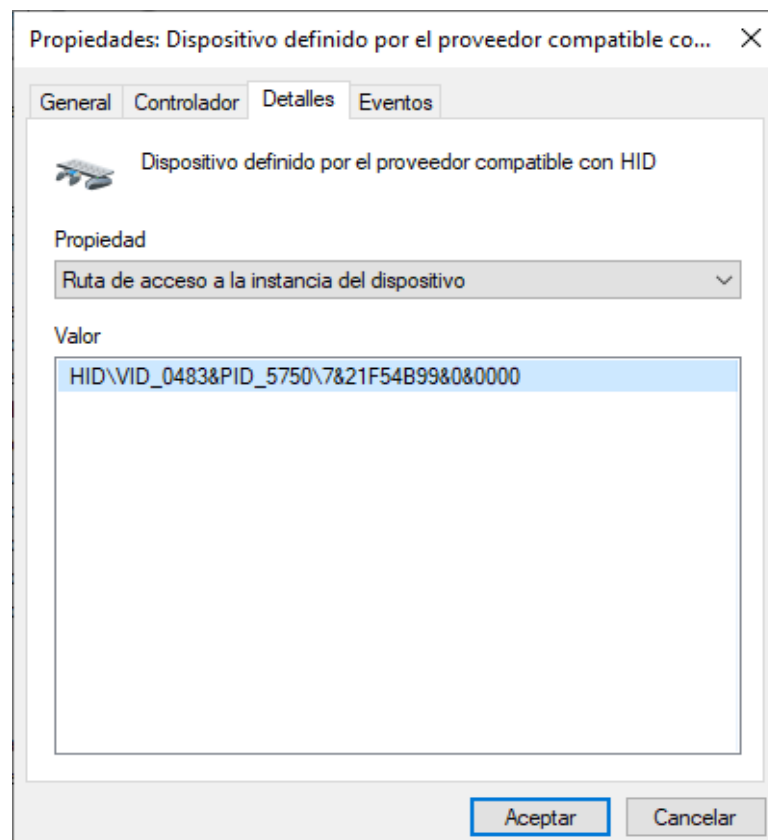 Propiedades: Dispositivo definido por el proveedor compatible co...
General Controlador Detalles Eventos
Dispositivo definido por el proveedor compatible con HID
Propiedad
Ruta de acceso a la instancia del dispositivo
Valor
HID\VID_0483&PID_5750\7&21F54B99&0&0000
Aceptar Cancelar